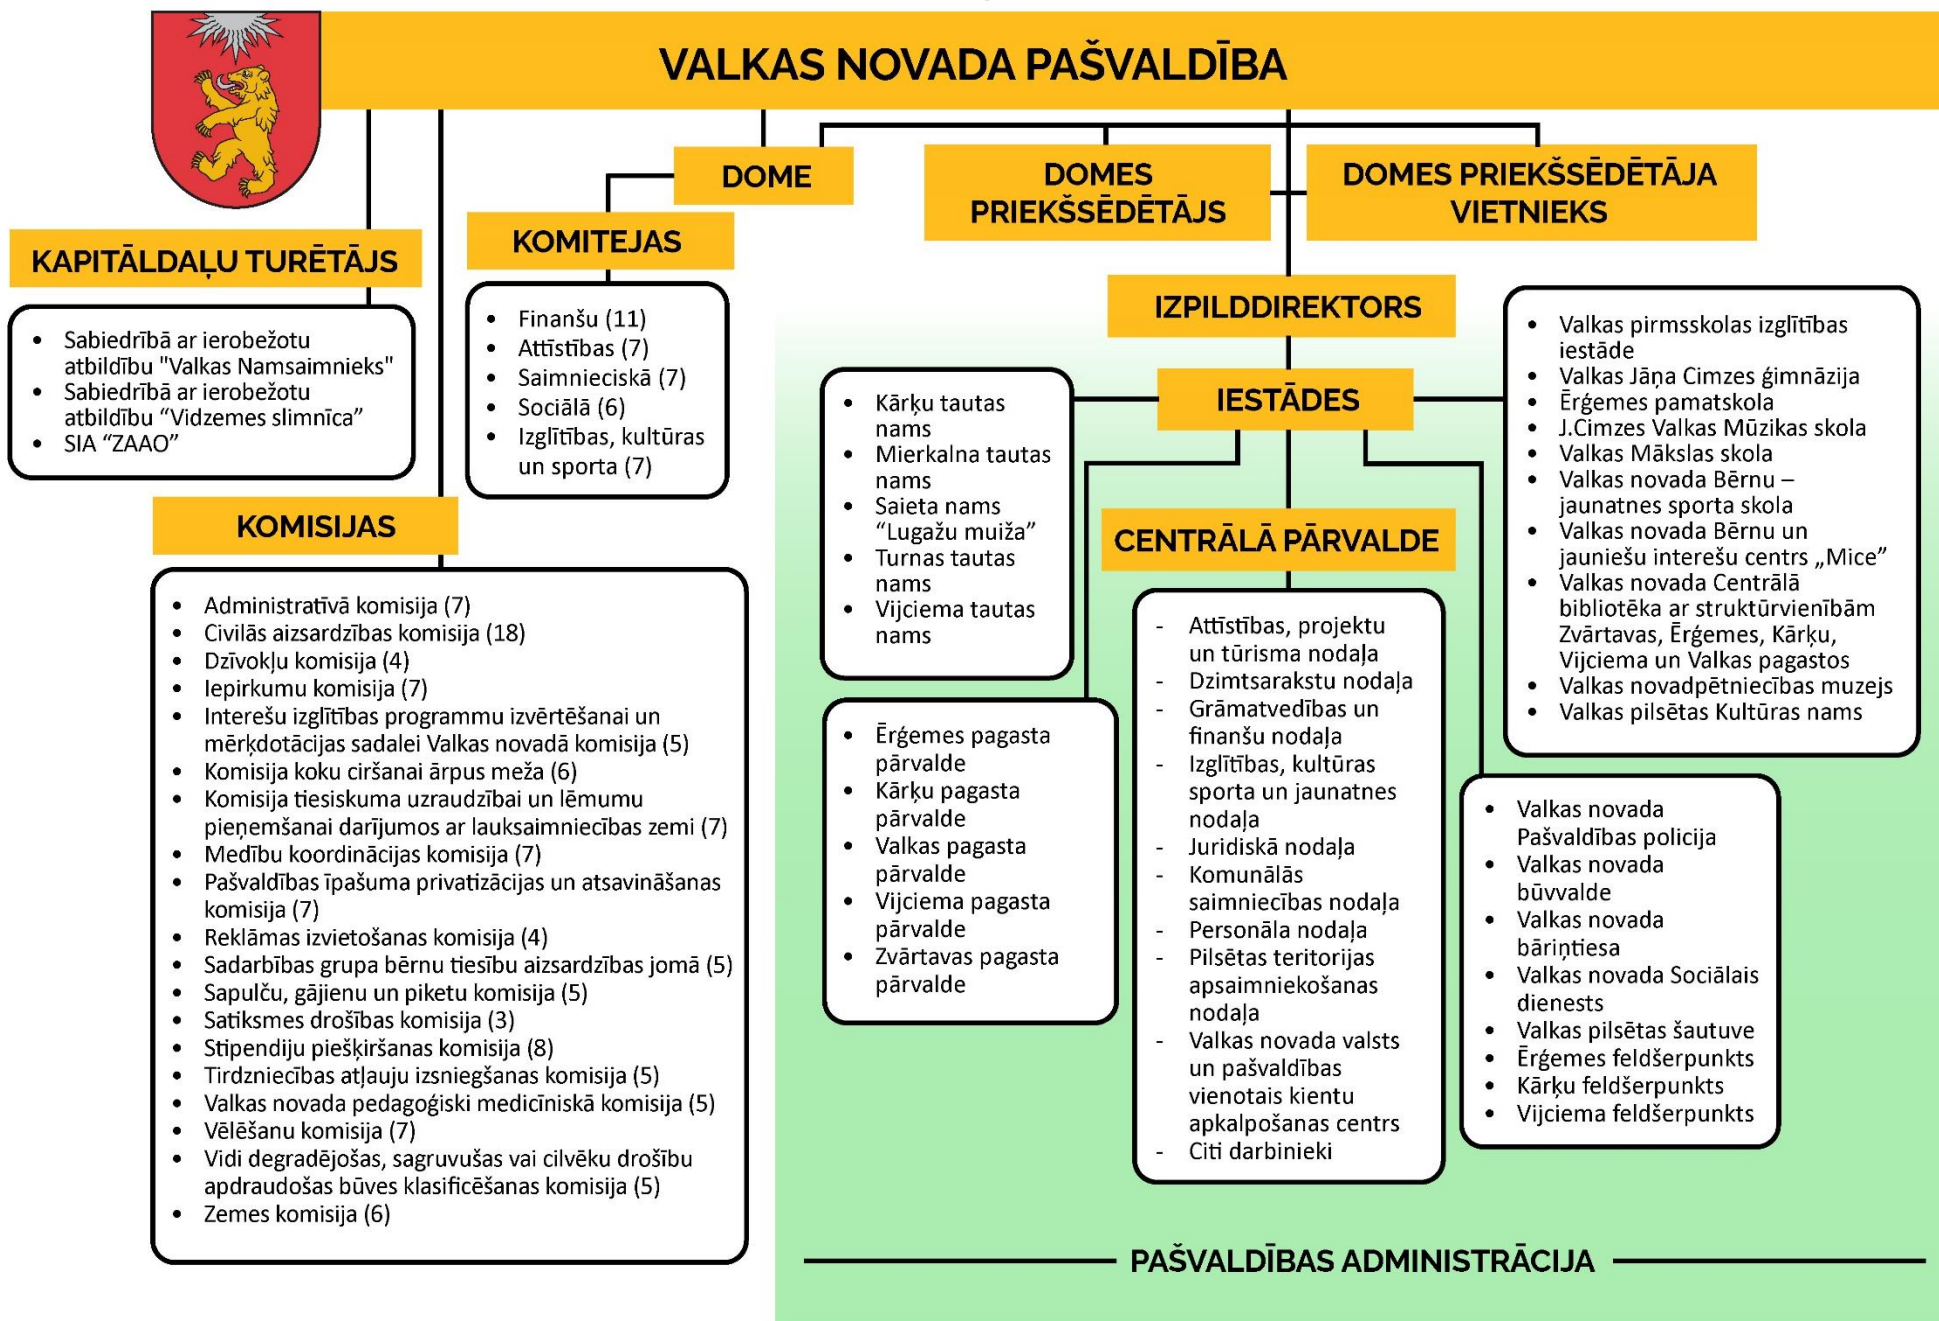 VALKAS NOVADA PAŠVALDĪBA
DOME
DOMES
PRIEKŠSĒDĒTĀJS
DOMES PRIEKŠSĒDĒTĀJA
VIETNIEKS
KAPITĀLDAĻU TURĒTĀJS
• Sabiedrībā ar ierobežotu
atbildību "Valkas Namsaimnieks"
• Sabiedrībā ar ierobežotu
atbildību “Vidzemes slimnīca”
• SIA “ZAAO”
KOMITEJAS
• Finanšu (11)
• Attīstības (7)
• Saimnieciskā (7)
• Sociālā (6)
• Izglītības, kultūras
un sporta (7)
KOMISIJAS
• Administratīvā komisija (7)
• Civilās aizsardzības komisija (18)
• Dzīvokļu komisija (4)
• Iepirkumu komisija (7)
• Interešu izglītības programmu izvērtēšanai un
mērķdotācijas sadalei Valkas novadā komisija (5)
• Komisija koku ciršanai ārpus meža (6)
• Komisija tiesiskuma uzraudzībai un lēmumu
pieņemšanai darījumos ar lauksaimniecības zemi (7)
• Medību koordinācijas komisija (7)
• Pašvaldības īpašuma privatizācijas un atsavināšanas
komisija (7)
• Reklāmas izvietošanas komisija (4)
• Sadarbības grupa bērnu tiesību aizsardzības jomā (5)
• Sapulču, gājienu un piketu komisija (5)
• Satiksmes drošības komisija (3)
• Stipendiju piešķiršanas komisija (8)
• Tirdzniecības atļauju izsniegšanas komisija (5)
• Valkas novada pedagoģiski medicīniskā komisija (5)
• Vēlēšanu komisija (7)
• Vidi degradējošas, sagruvušas vai cilvēku drošību
apdraudošas būves klasificēšanas komisija (5)
• Zemes komisija (6)
IZPILDDIREKTORS
IESTĀDES
• Kārķu tautas
nams
• Mierkalna tautas
nams
• Saieta nams
“Lugažu muiža”
• Turnas tautas
nams
• Vijciema tautas
nams
• Ērģemes pagasta
pārvalde
• Kārķu pagasta
pārvalde
• Valkas pagasta
pārvalde
• Vijciema pagasta
pārvalde
• Zvārtavas pagasta
pārvalde
CENTRĀLĀ PĀRVALDE
- Attīstības, projektu
un tūrisma nodaļa
- Dzimtsarakstu nodaļa
- Grāmatvedības un
finanšu nodaļa
- Izglītības, kultūras
sporta un jaunatnes
nodaļa
- Juridiskā nodaļa
- Komunālās
saimniecības nodaļa
- Personāla nodaļa
- Pilsētas teritorijas
apsaimniekošanas
nodaļa
- Valkas novada valsts
un pašvaldības
vienotais kientu
apkalpošanas centrs
- Citi darbinieki
• Valkas pirmsskolas izglītības
iestāde
• Valkas Jāņa Cimzes ģimnāzija
• Ērģemes pamatskola
• J.Cimzes Valkas Mūzikas skola
• Valkas Mākslas skola
• Valkas novada Bērnu –
jaunatnes sporta skola
• Valkas novada Bērnu un
jauniešu interešu centrs „Mice”
• Valkas novada Centrālā
bibliotēka ar struktūrvienībām
Zvārtavas, Ērģemes, Kārķu,
Vijciema un Valkas pagastos
• Valkas novadpētniecības muzejs
• Valkas pilsētas Kultūras nams
• Valkas novada
Pašvaldības policija
• Valkas novada
būvvalde
• Valkas novada
bāriņtiesa
• Valkas novada Sociālais
dienests
• Valkas pilsētas šautuve
• Ērģemes feldšerpunkts
• Kārķu feldšerpunkts
• Vijciema feldšerpunkts
PAŠVALDĪBAS ADMINISTRĀCIJA